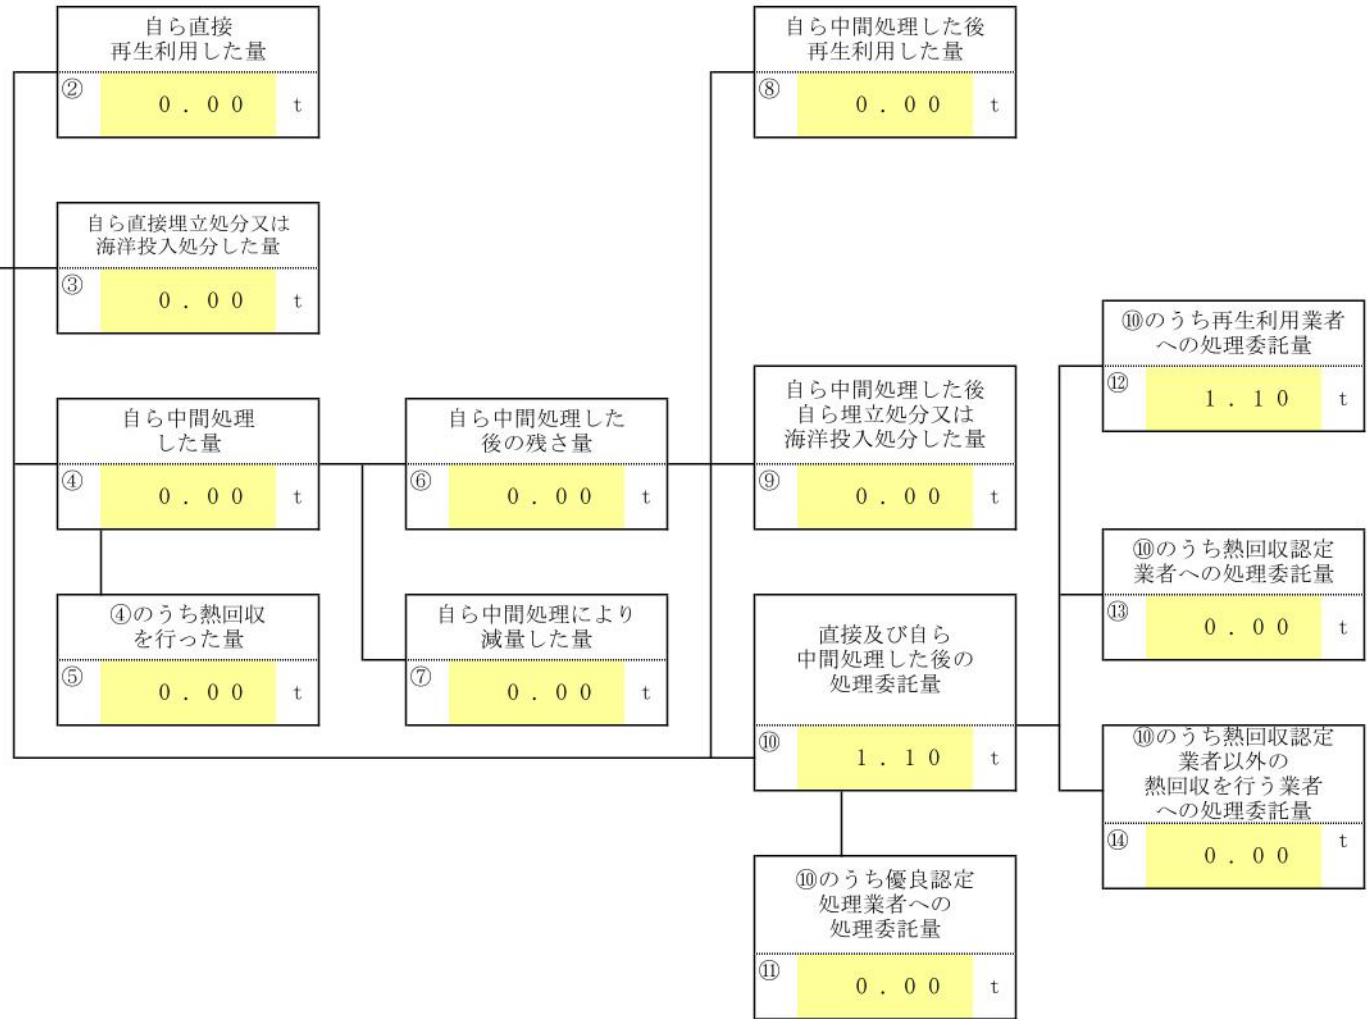 自ら直接
再生利用した量
② 0.00 t
自ら直接埋立処分又は
海洋投入処分した量
③ 0.00 t
自ら中間処理
した量
④ 0.00 t
④のうち熱回収
を行った量
⑤ 0.00 t
自ら中間処理した
後の残さ量
⑥ 0.00 t
自ら中間処理により
減量した量
⑦ 0.00 t
自ら中間処理した後
再生利用した量
⑧ 0.00 t
自ら中間処理した後
自ら埋立処分又は
海洋投入処分した量
⑨ 0.00 t
直接及び自ら
中間処理した後の
処理委託量
⑩ 1.10 t
⑩のうち優良認定
処理業者への
処理委託量
⑪ 0.00 t
⑩のうち再生利用業者
への処理委託量
⑫ 1.10 t
⑩のうち熱回収認定
業者への処理委託量
⑬ 0.00 t
⑩のうち熱回収認定
業者以外の
熱回収を行う業者
への処理委託量
⑭ 0.00 t